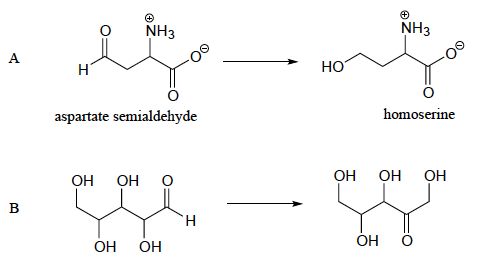 A
O
⊕
NH3
H
O⊖
O
aspartate semialdehyde
⊕
NH3
HO
O⊖
O
homoserine
B
OH OH O
H
OH OH
OH OH OH
OH O